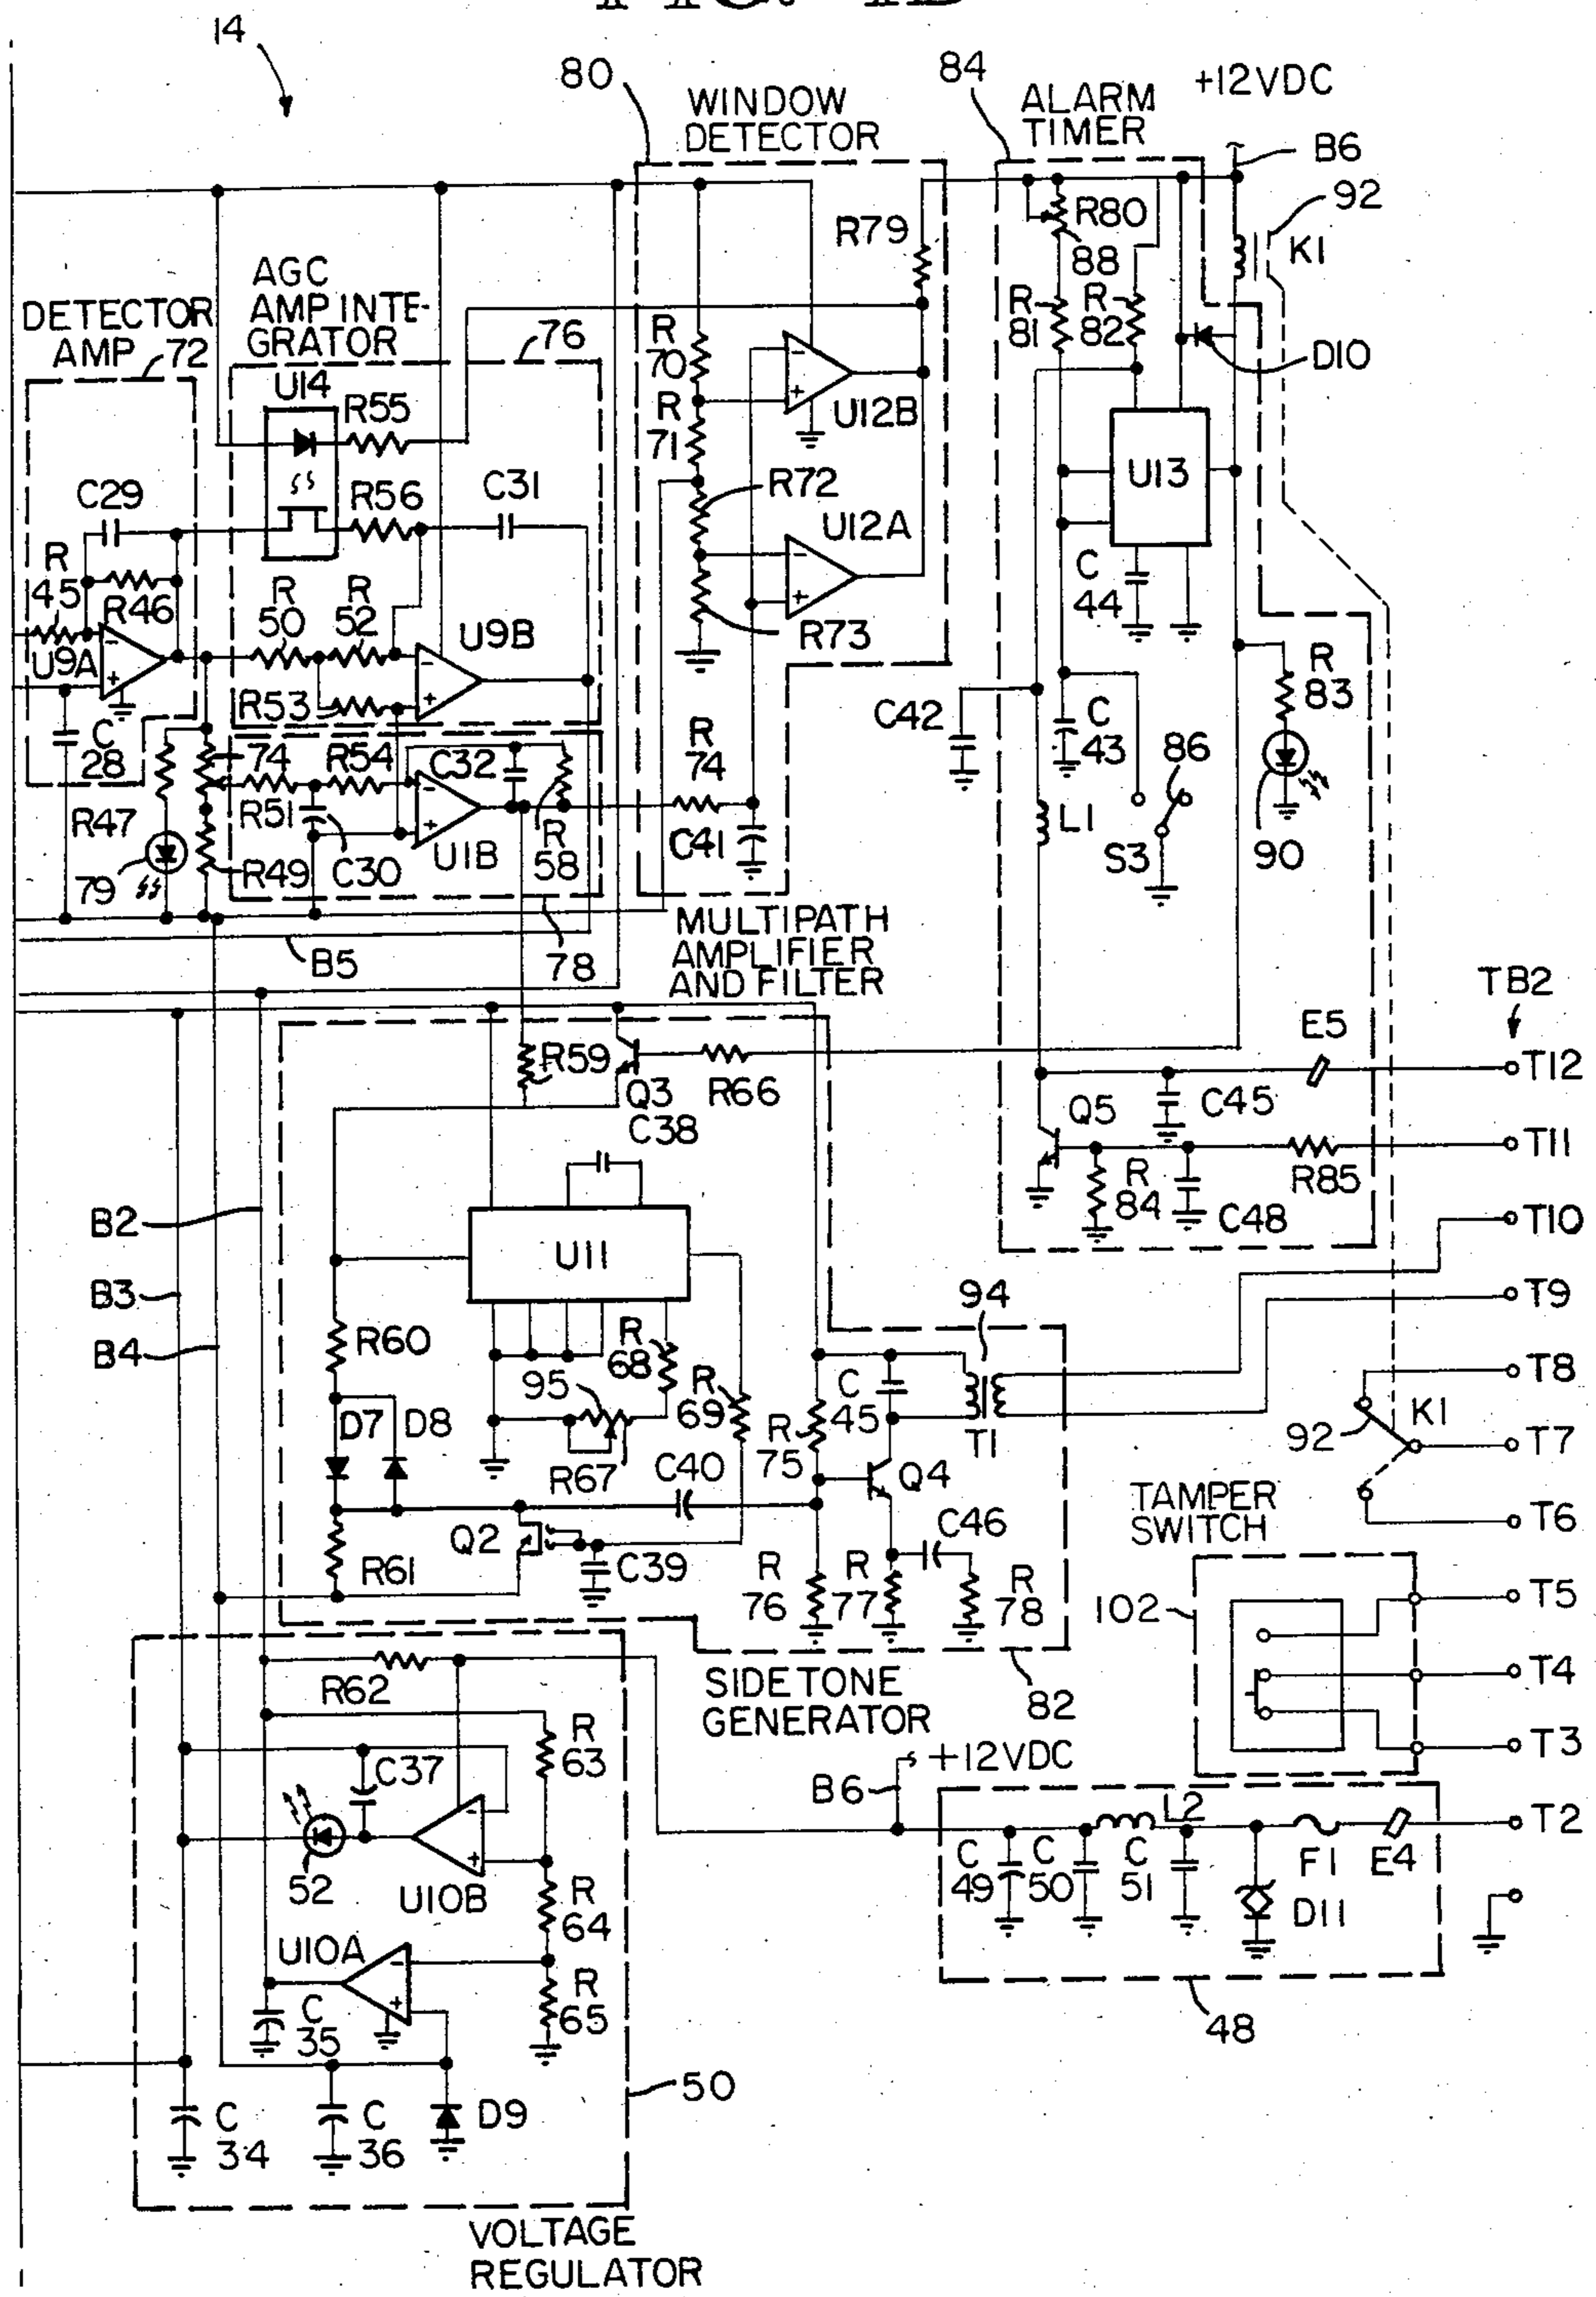 14
80
WINDOW
DETECTOR
84
ALARM
TIMER
+12VDC
B6
92
K1
R79
R80
88
R
81
R
82
D10
DETECTOR
AMP
72
AGC
AMP INTE-
GRATOR
76
U14
R55
R
70
R
71
U12B
U13
C29
R56
C31
R72
U12A
R
45
R46
R
50
R
52
U9B
R73
C
44
U9A
R53
C
28
74
R54
C32
R
74
C42
C
43
86
R
83
R47
R51
U1B
R
58
C41
L1
S3
90
79
R49
C30
B5
78
MULTIPATH
AMPLIFIER
AND FILTER
TB2
E5
T12
R59
Q3
R66
C45
Q5
C38
T11
R
84
C48
R85
B2
U11
T10
B3
94
T9
R60
R
68
B4
95
R
69
C
45
T8
D7
D8
R
75
T1
92
K1
T7
R67
C40
Q4
TAMPER
SWITCH
T6
Q2
C46
R61
C39
R
76
R
77
R
78
102
T5
R62
SIDETONE
GENERATOR
82
T4
R
63
C37
+12VDC
B6
T3
L2
T2
52
U10B
C
49
C
50
C
51
F1
E4
R
64
D11
U10A
C
35
R
65
48
50
C
34
C
36
D9
VOLTAGE
REGULATOR